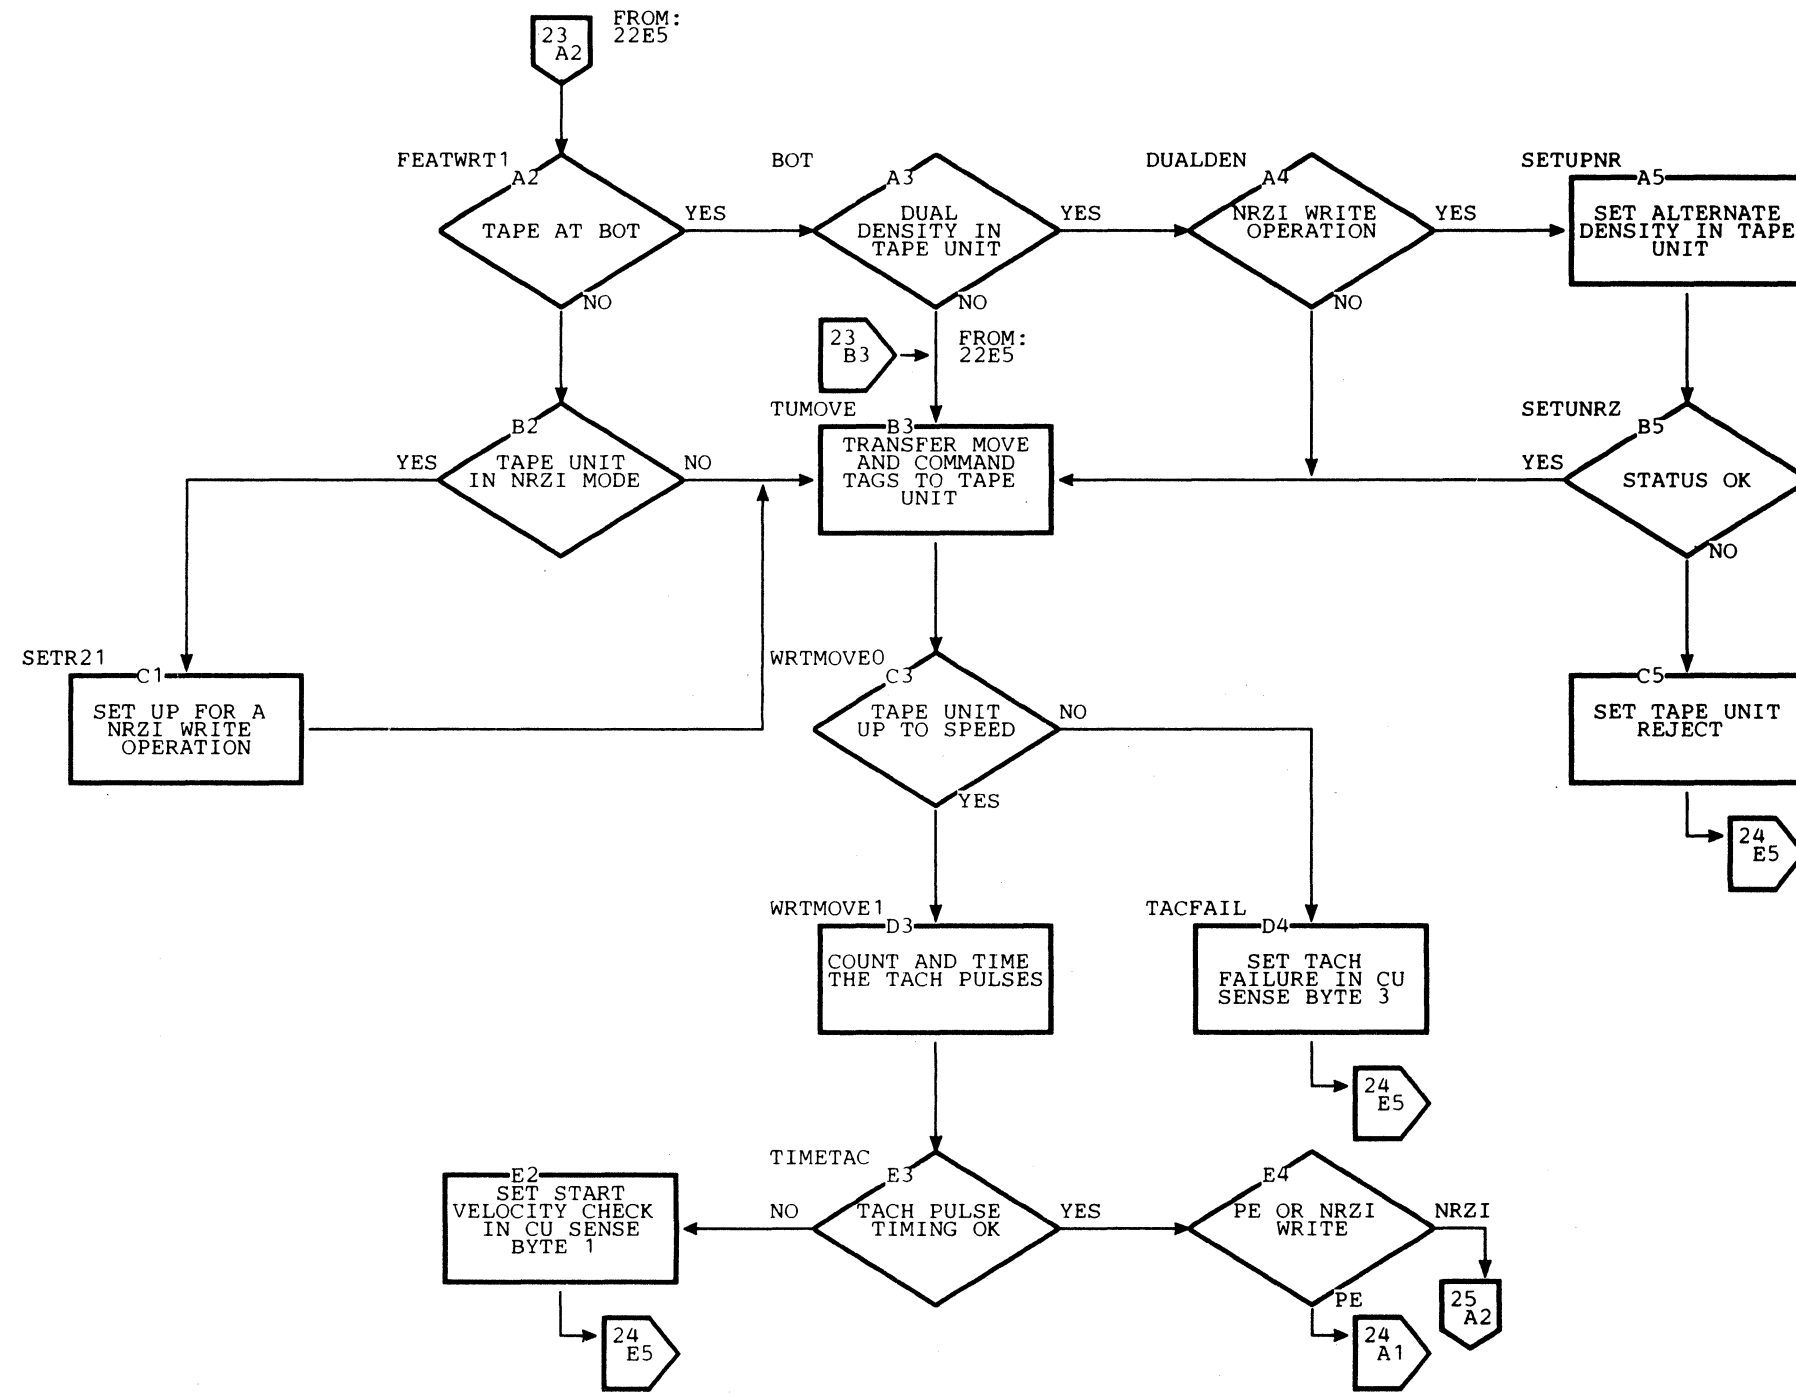 23
A2
FROM:
22E5
FEATWRT1
A2
TAPE AT BOT
YES
NO
BOT
A3
DUAL
DENSITY IN
TAPE UNIT
YES
NO
DUALDEN
A4
NRZI WRITE
OPERATION
YES
NO
SETUPNR
A5
SET ALTERNATE
DENSITY IN TAPE
UNIT
23
B3
FROM:
22E5
B2
TAPE UNIT
IN NRZI MODE
YES
NO
TUMOVE
B3
TRANSFER MOVE
AND COMMAND
TAGS TO TAPE
UNIT
SETUNRZ
B5
STATUS OK
YES
NO
SETR21
C1
SET UP FOR A
NRZI WRITE
OPERATION
WRTMOVE0
C3
TAPE UNIT
UP TO SPEED
NO
YES
C5
SET TAPE UNIT
REJECT
24
E5
WRTMOVE1
D3
COUNT AND TIME
THE TACH PULSES
TACFAIL
D4
SET TACH
FAILURE IN CU
SENSE BYTE 3
24
E5
E2
SET START
VELOCITY CHECK
IN CU SENSE
BYTE 1
24
E5
TIMETAC
E3
TACH PULSE
TIMING OK
NO
YES
E4
PE OR NRZI
WRITE
NRZI
PE
25
A2
24
A1